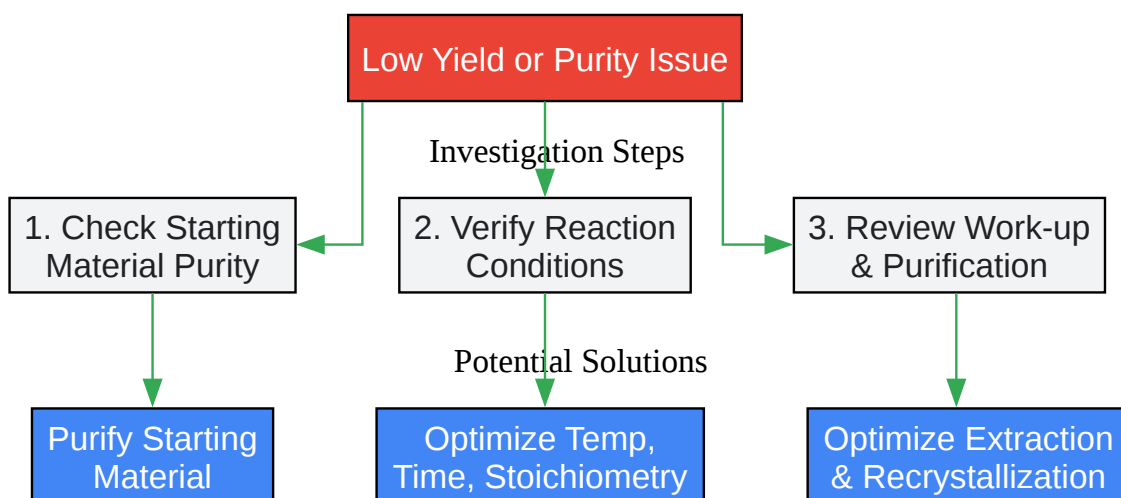 Low Yield or Purity Issue
Investigation Steps
1. Check Starting
Material Purity
2. Verify Reaction
Conditions
3. Review Work-up
& Purification
Potential Solutions
Purify Starting
Material
Optimize Temp,
Time, Stoichiometry
Optimize Extraction
& Recrystallization